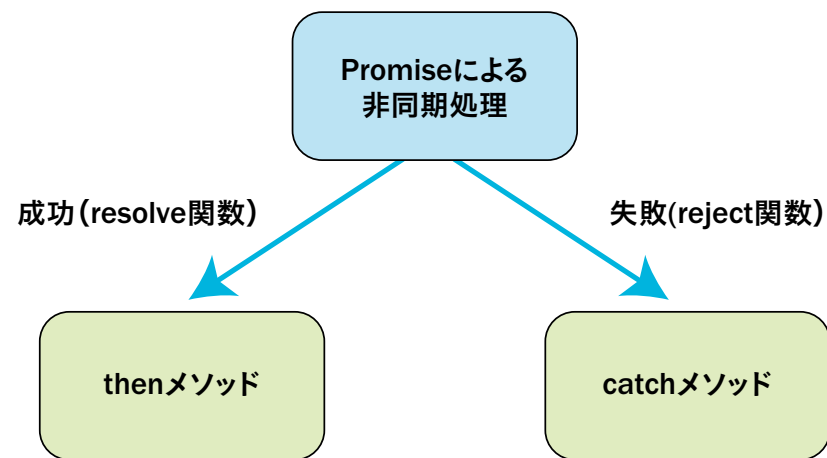 Promiseによる
非同期処理
成功(resolve関数)
失敗(reject関数)
thenメソッド
catchメソッド